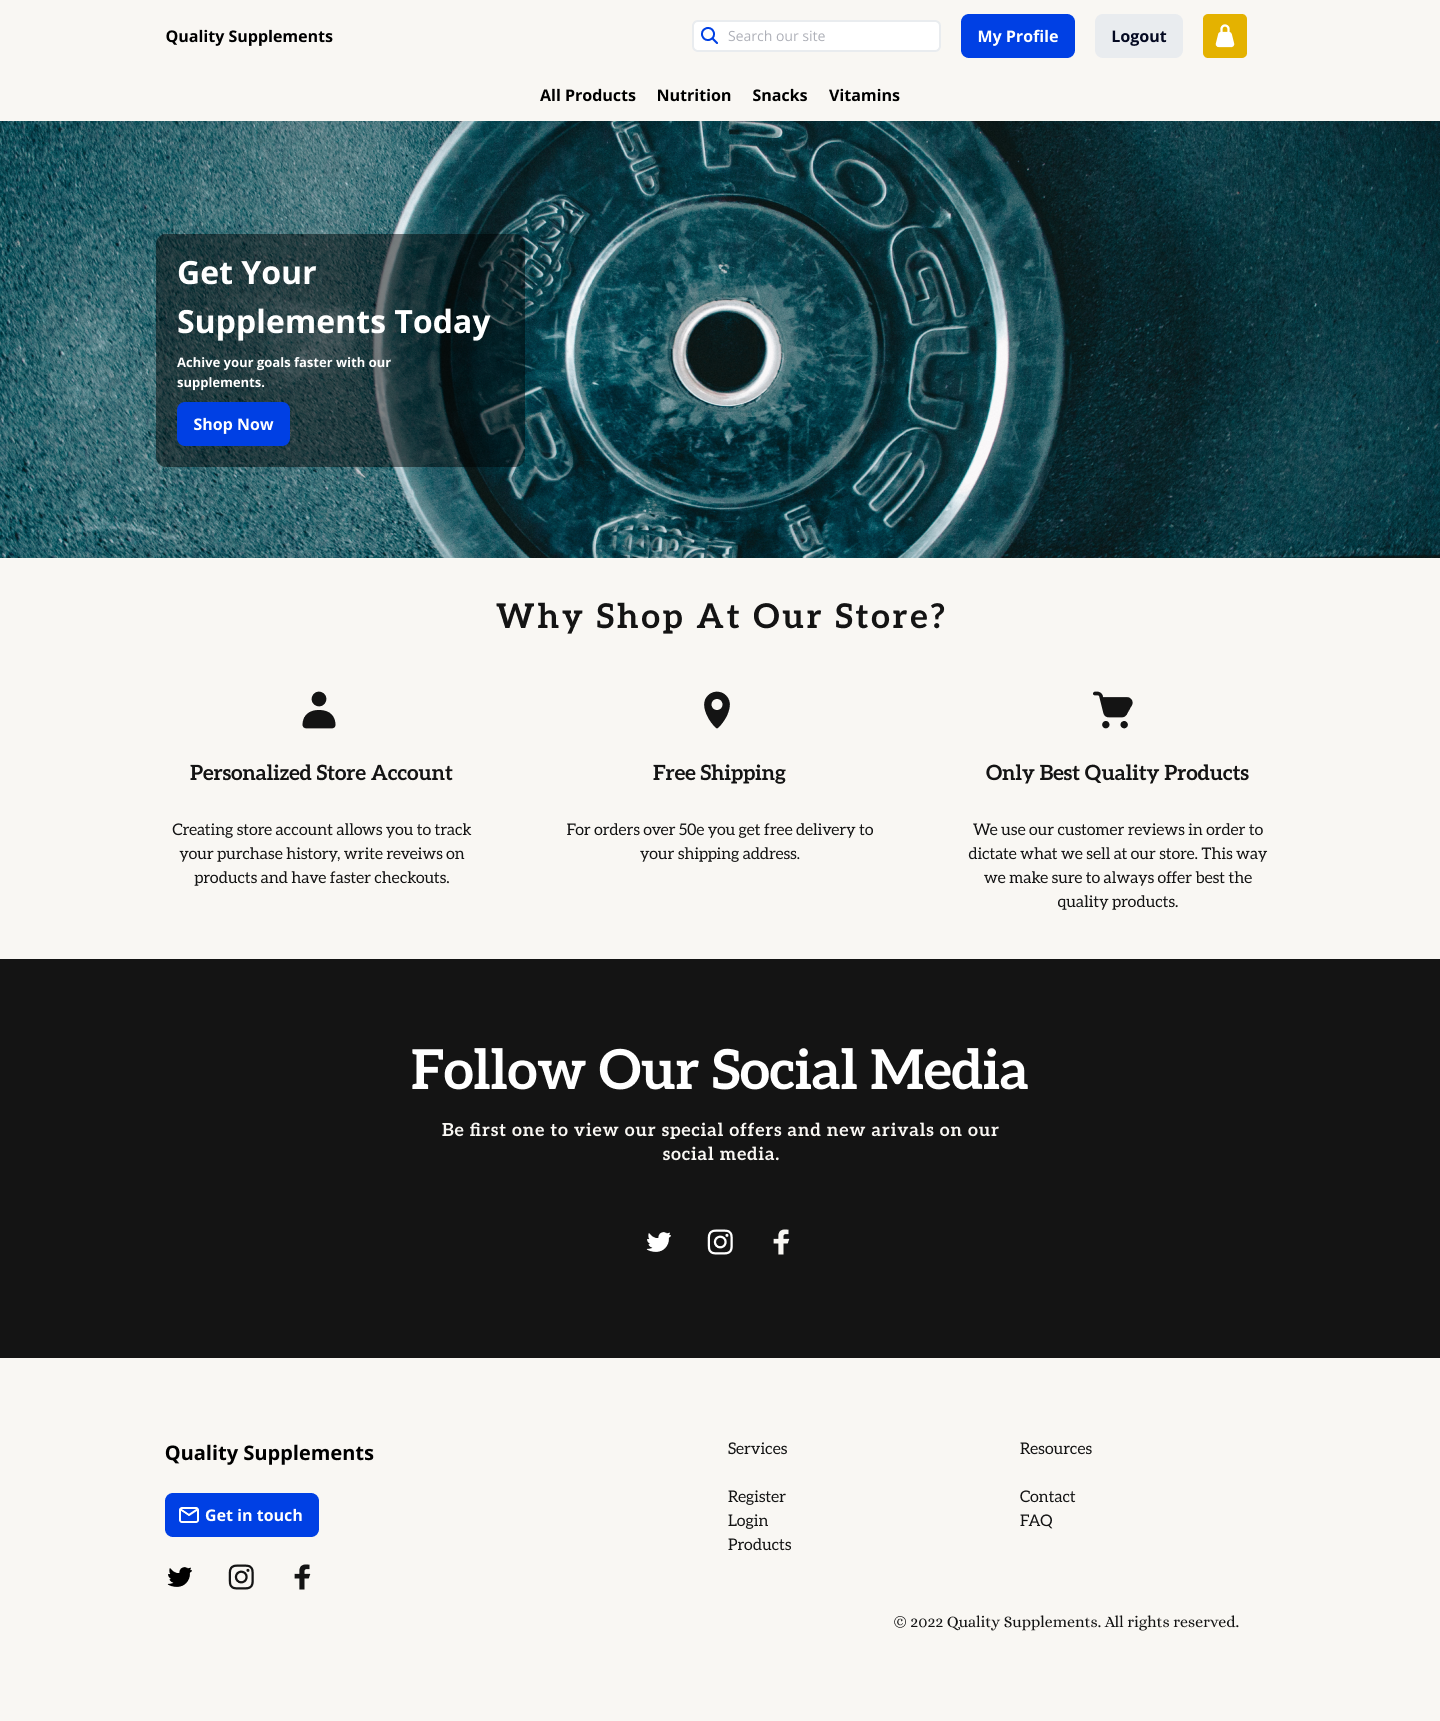 Quality Supplements
Search our site
My Profile
Logout
All Products
Nutrition
Snacks
Vitamins
ROGUE
Get Your
Supplements Today
Achive your goals faster with our
supplements.
Shop Now
Why Shop At Our Store?
Personalized Store Account
Creating store account allows you to track
your purchase history, write reveiws on
products and have faster checkouts.
Free Shipping
For orders over 50e you get free delivery to
your shipping address.
Only Best Quality Products
We use our customer reviews in order to
dictate what we sell at our store. This way
we make sure to always offer best the
quality products.
Follow Our Social Media
Be first one to view our special offers and new arivals on our
social media.
Quality Supplements
Get in touch
Services
Register
Login
Products
Resources
Contact
FAQ
© 2022 Quality Supplements. All rights reserved.